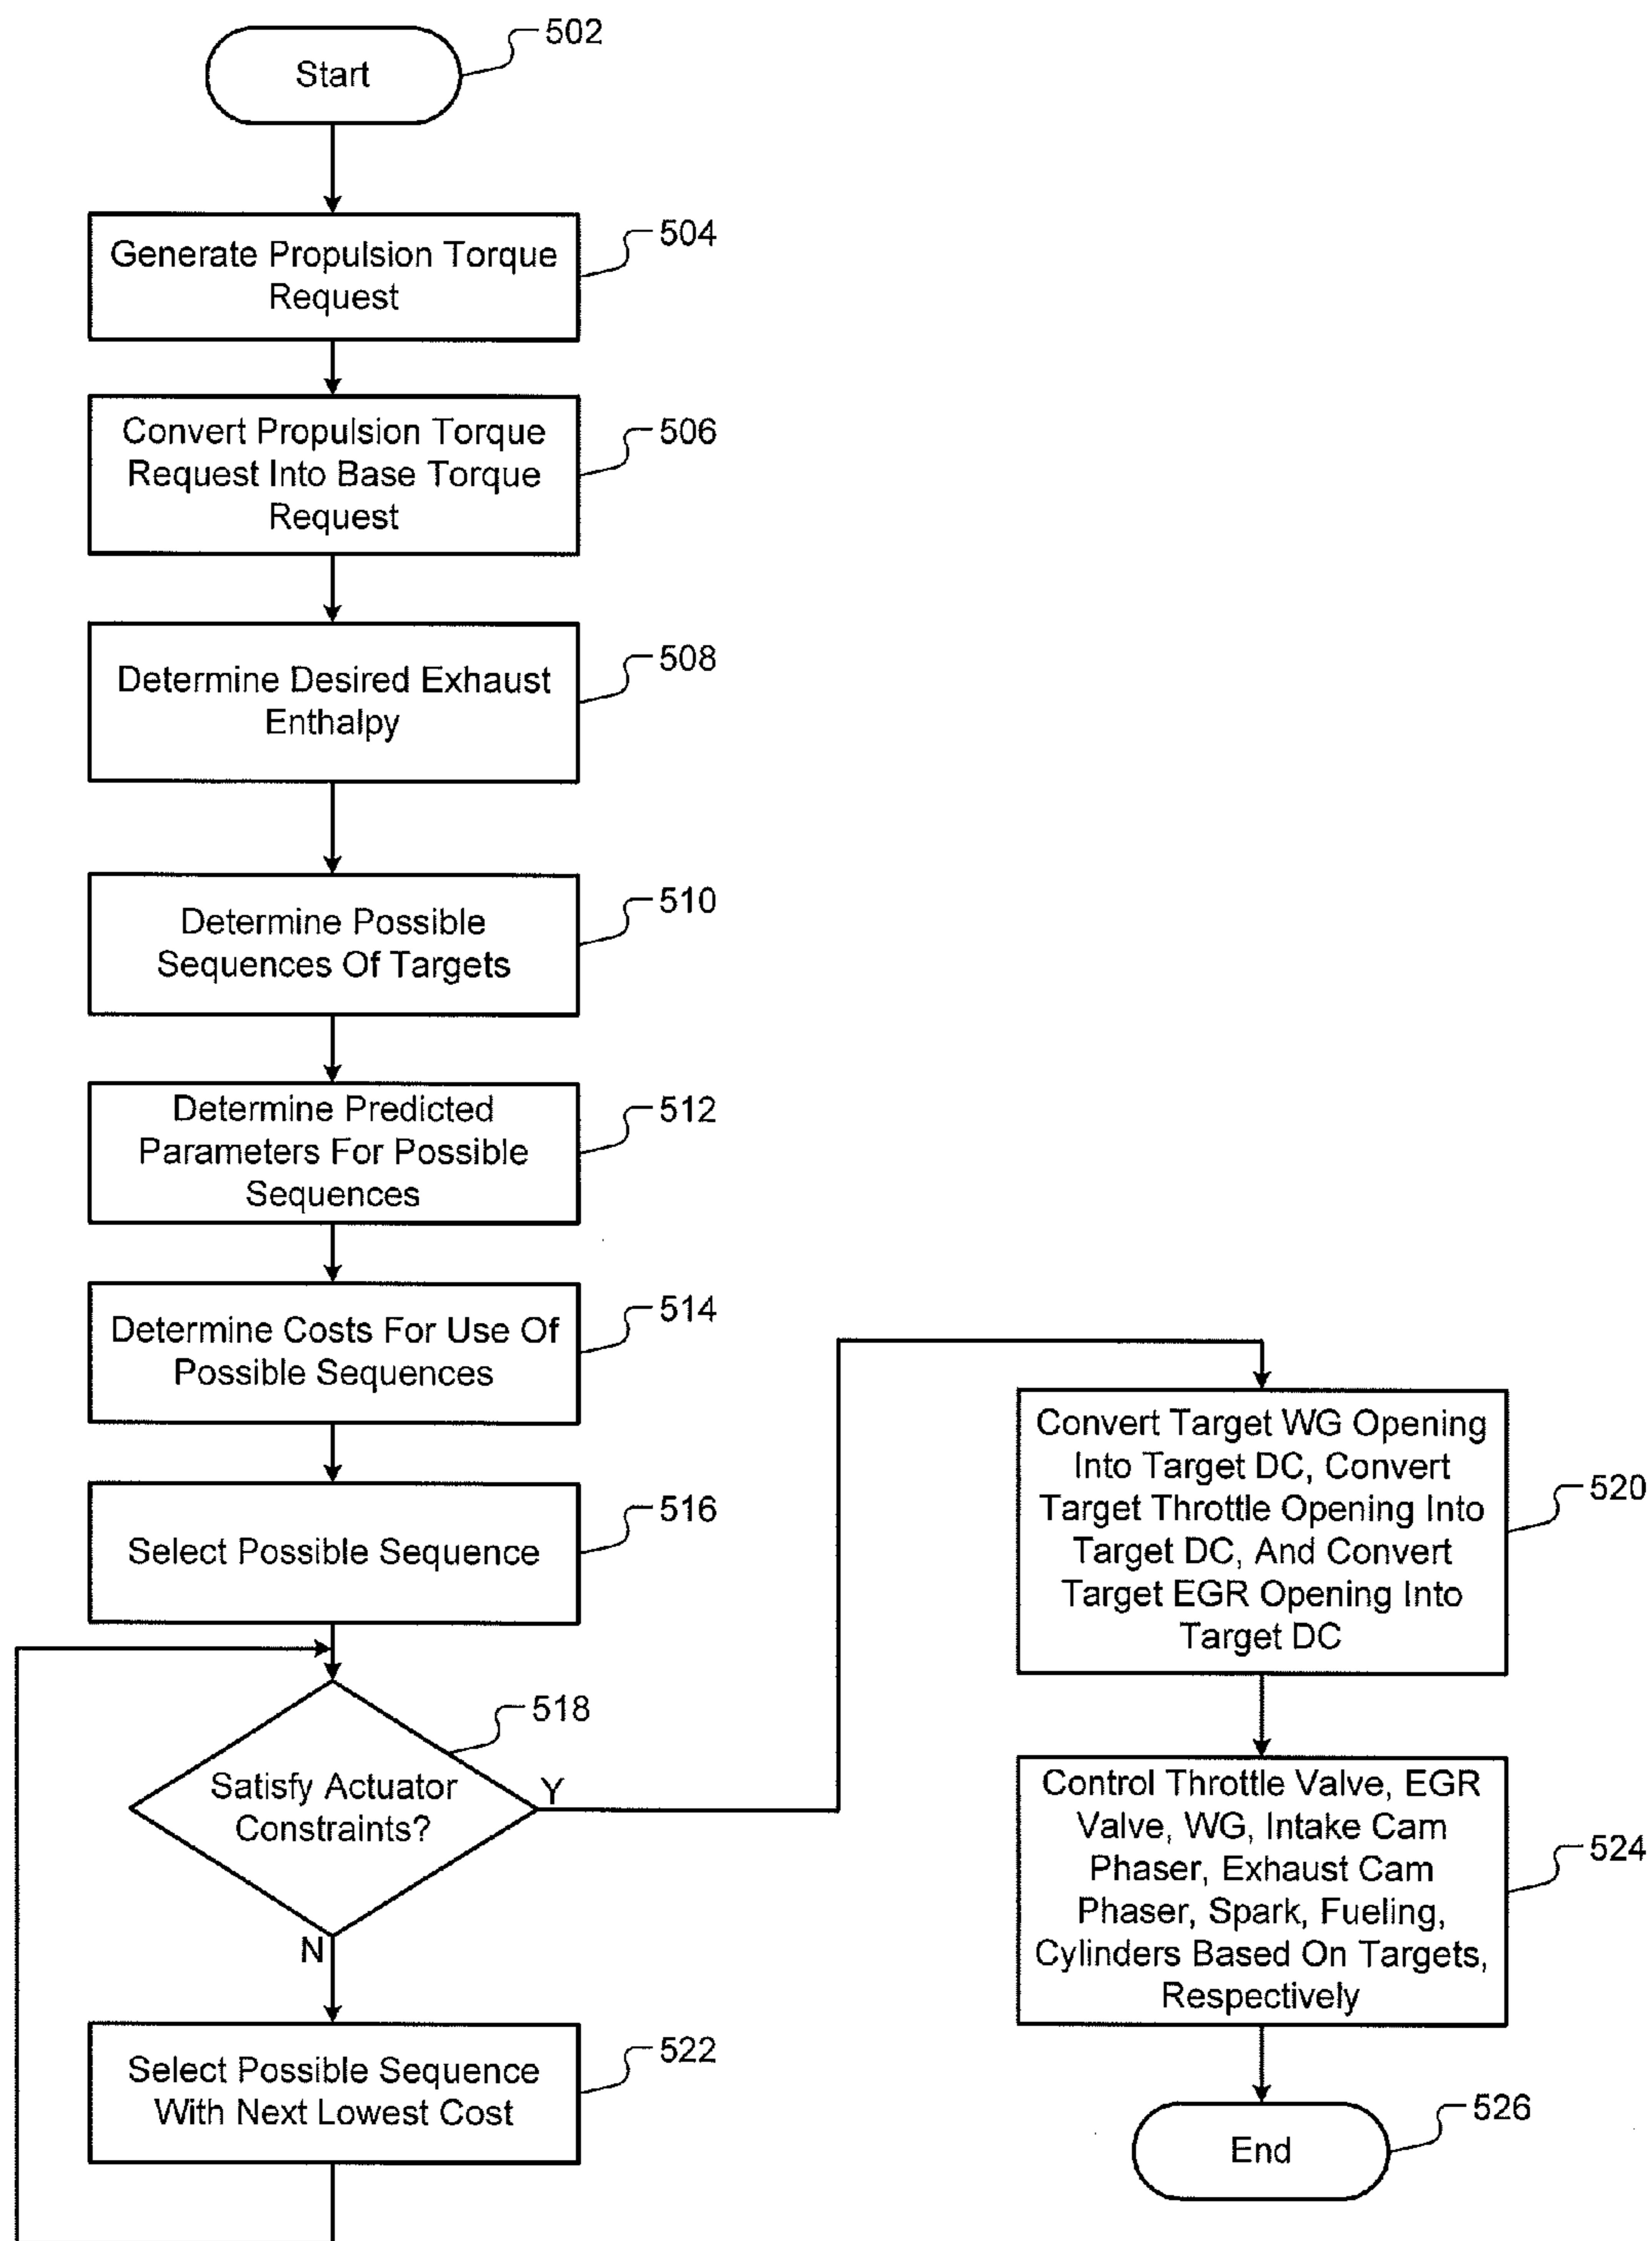 Start
502
Generate Propulsion Torque
Request
504
Convert Propulsion Torque
Request Into Base Torque
Request
506
Determine Desired Exhaust
Enthalpy
508
Determine Possible
Sequences Of Targets
510
Determine Predicted
Parameters For Possible
Sequences
512
Determine Costs For Use Of
Possible Sequences
514
Select Possible Sequence
516
Satisfy Actuator
Constraints?
518
Y
N
Select Possible Sequence
With Next Lowest Cost
522
Convert Target WG Opening
Into Target DC, Convert
Target Throttle Opening Into
Target DC, And Convert
Target EGR Opening Into
Target DC
520
Control Throttle Valve, EGR
Valve, WG, Intake Cam
Phaser, Exhaust Cam
Phaser, Spark, Fueling,
Cylinders Based On Targets,
Respectively
524
End
526